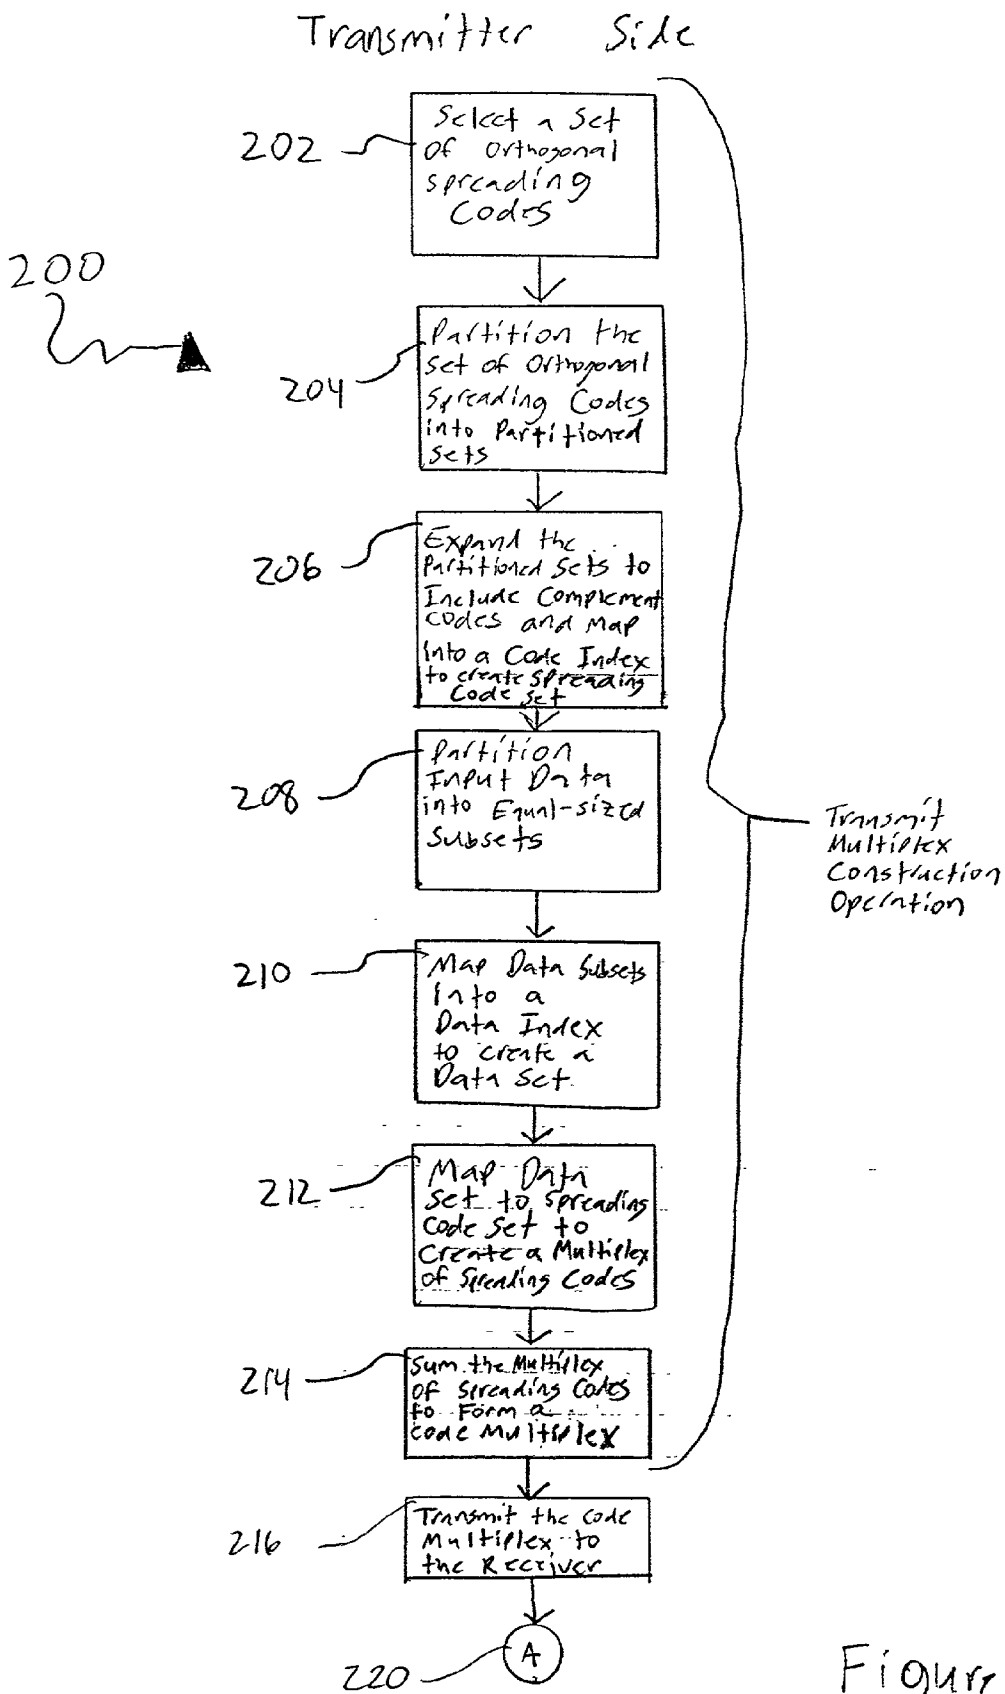 Transmitter Side
202
Select a Set
of Orthogonal
Spreading
Codes
200
204
Partition the
Set of Orthogonal
Spreading Codes
into Partitioned
Sets
206
Expand the
Partitioned Sets to
Include Complement
Codes and Map
into a Code Index
to create Spreading
Code Set
208
Partition
Input Data
into Equal-sized
Subsets
Transmit
Multiplex
Construction
Operation
210
Map Data Subsets
Into a
Data Index
to create a
Data Set
212
Map Data
Set to Spreading
Code Set to
Create a Multiplex
of Spreading Codes
214
Sum the Multiplex
of Spreading Codes
to Form a
Code Multiplex
216
Transmit the Code
Multiplex to
the Receiver
220
A
Figure